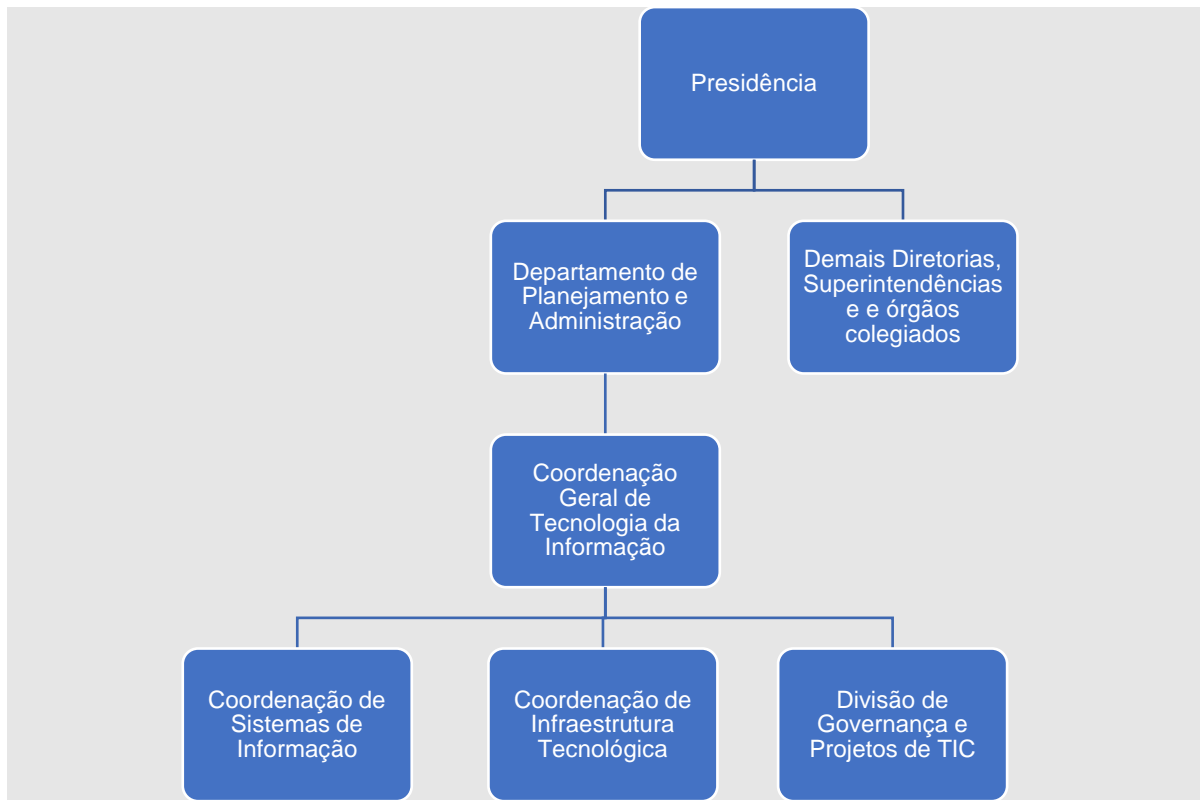 Presidência
Departamento de
Planejamento e
Administração
Demais Diretorias,
Superintendências
e e órgãos
colegiados
Coordenação
Geral de
Tecnologia da
Informação
Coordenação de
Sistemas de
Informação
Coordenação de
Infraestrutura
Tecnológica
Divisão de
Governança e
Projetos de TIC